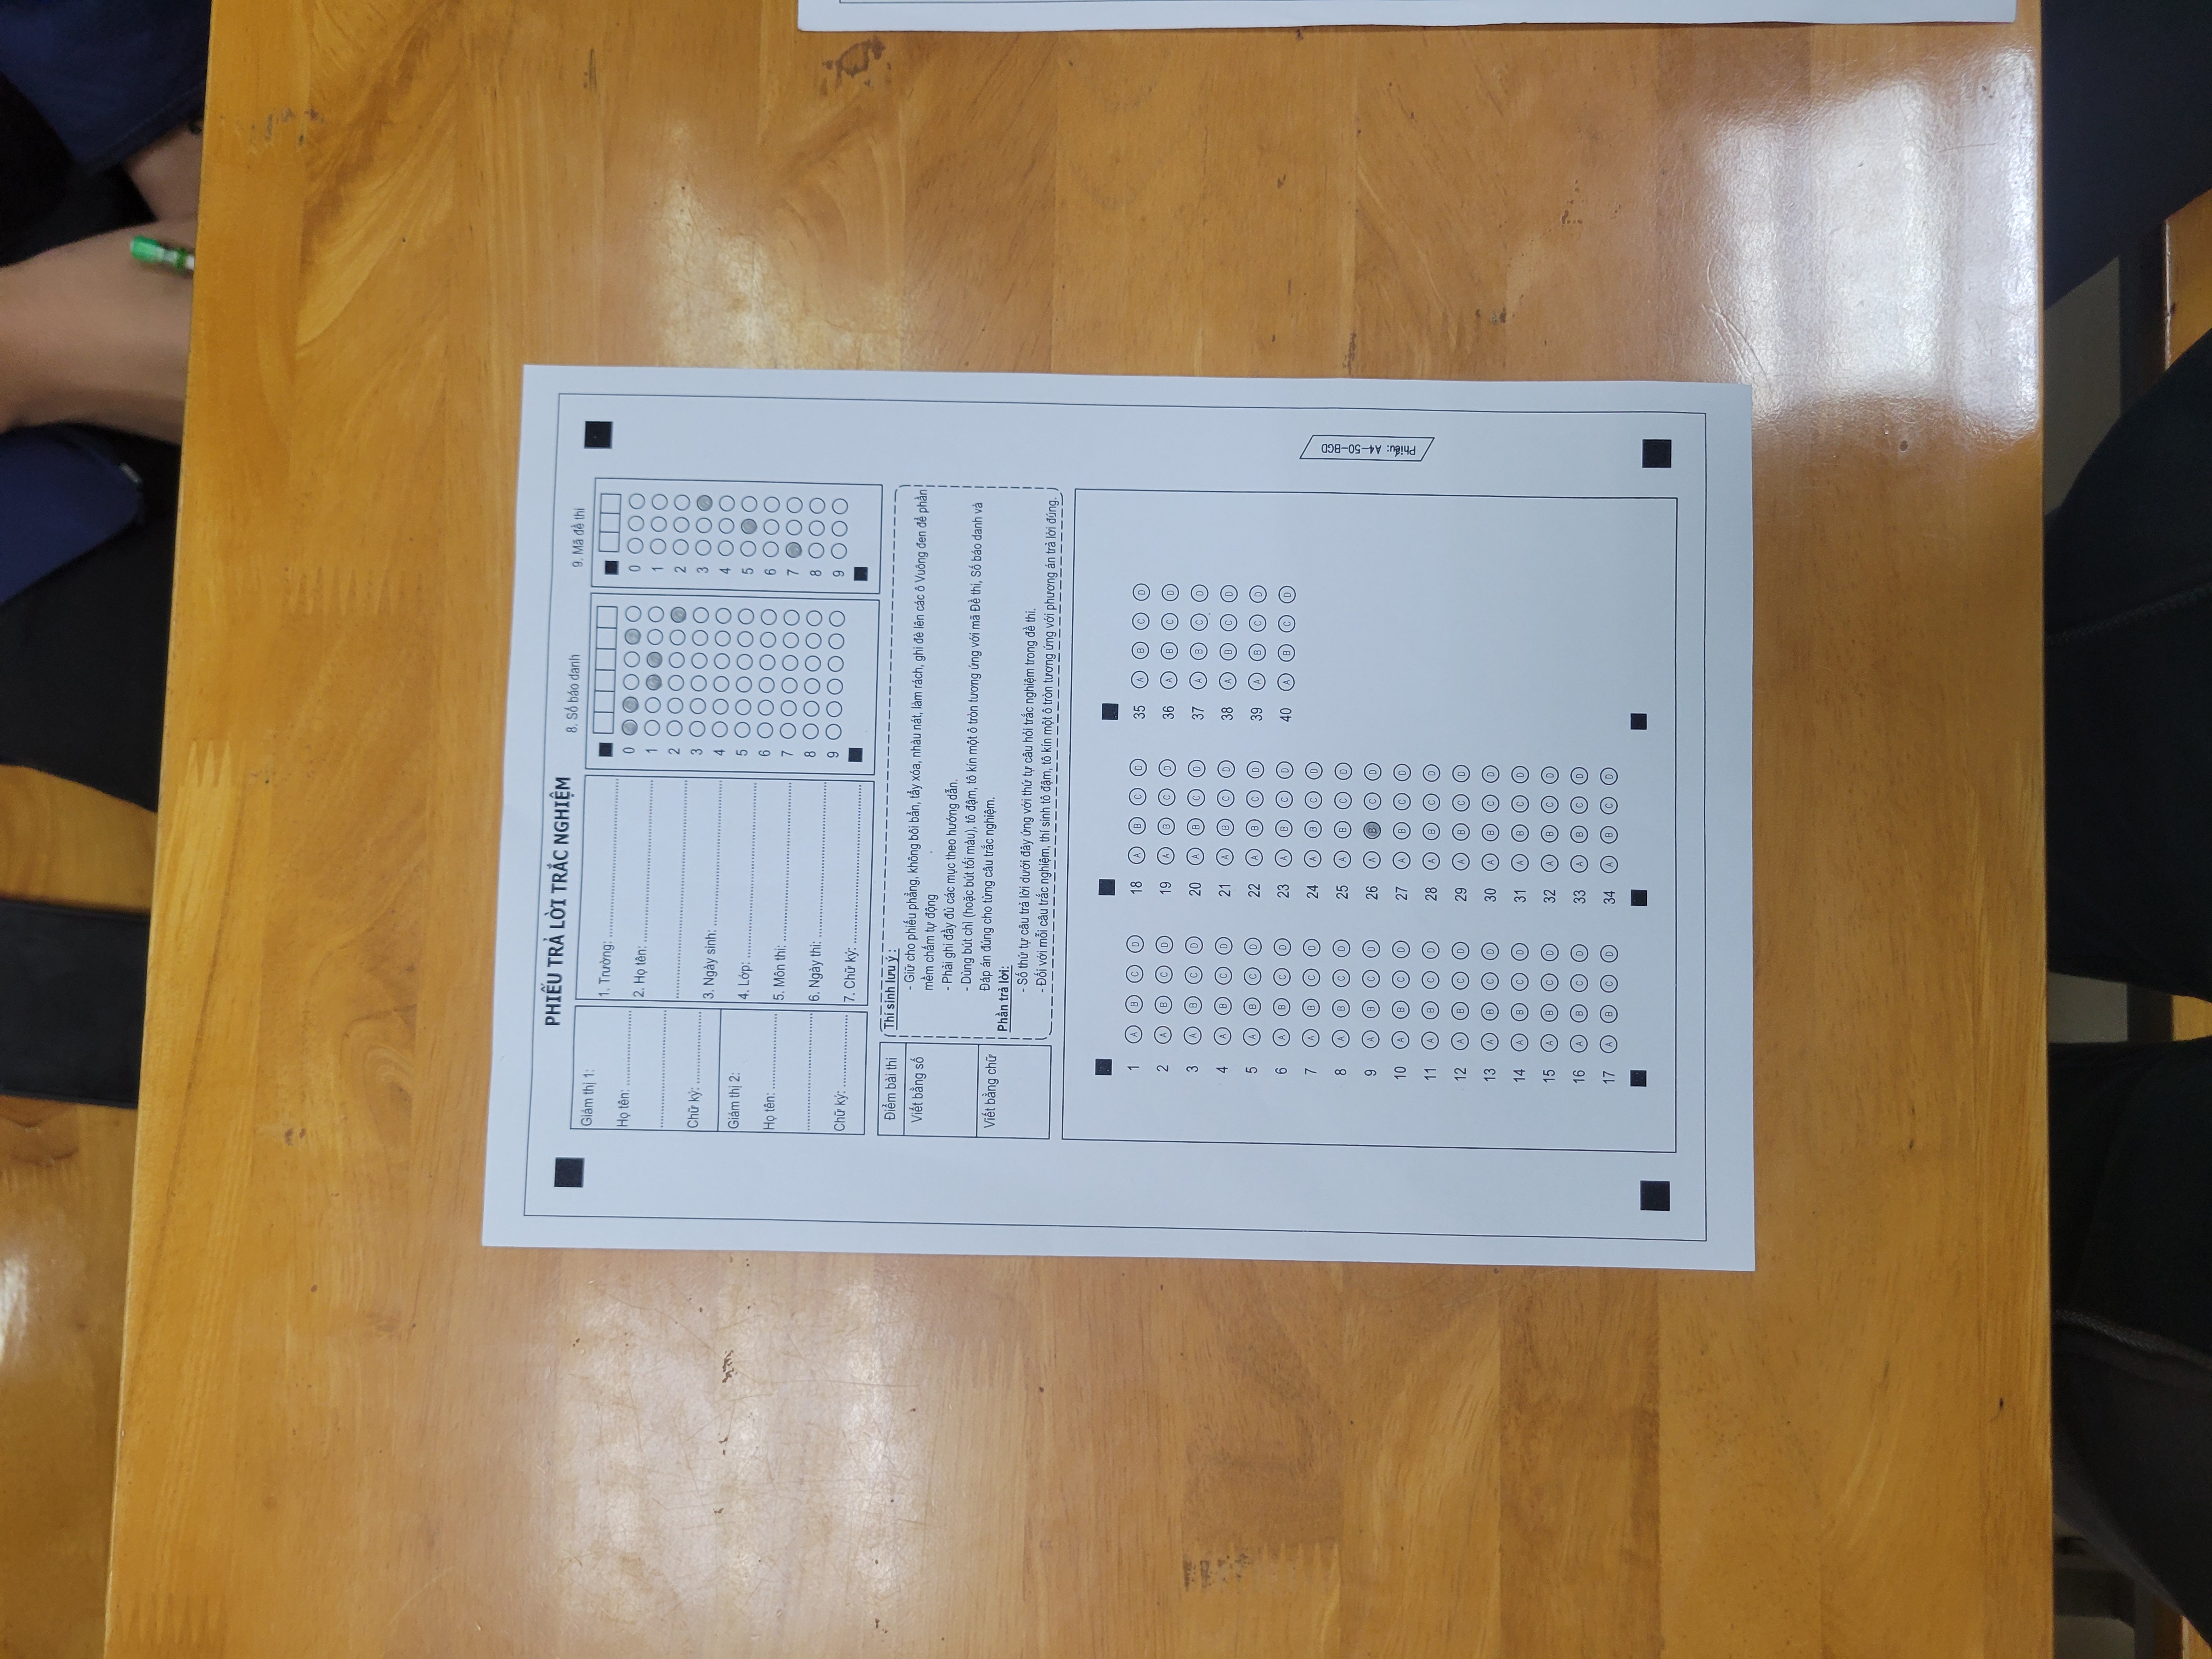 PHIẾU TRẢ LỜI TRẮC NGHIỆM
Giám thị 1:
Họ tên: ....................
........................
Chữ ký: ....................
Giám thị 2:
Họ tên: ....................
........................
Chữ ký: ....................
1. Trường: ....................
2. Họ tên: ....................
........................
3. Ngày sinh: ....................
4. Lớp: ....................
5. Môn thi: ....................
6. Ngày thi: ....................
7. Chữ ký: ....................
8. Số báo danh
0
1
2
3
4
5
6
7
8
9
9. Mã đề thi
0
1
2
3
4
5
6
7
8
9
Điểm bài thi
Viết bằng số
Viết bằng chữ
Thí sinh lưu ý :
- Giữ cho phiếu phẳng, không bôi bẩn, tẩy xóa, nhàu nát, làm rách, ghi đè lên các ô Vuông đen để phần
mềm chấm tự động
- Phải ghi đầy đủ các mục theo hướng dẫn.
- Dùng bút chì (hoặc bút tối màu), tô đậm, tô kín một ô tròn tương ứng với mã Đề thi, Số báo danh và
Đáp án đúng cho từng câu trắc nghiệm.
Phần trả lời:
- Số thứ tự câu trả lời dưới đây ứng với thứ tự câu hỏi trắc nghiệm trong đề thi.
- Đối với mỗi câu trắc nghiệm, thí sinh tô đậm, tô kín một ô tròn tương ứng với phương án trả lời đúng.
1 A B C D
2 A B C D
3 A B C D
4 A B C D
5 A B C D
6 A B C D
7 A B C D
8 A B C D
9 A B C D
10 A B C D
11 A B C D
12 A B C D
13 A B C D
14 A B C D
15 A B C D
16 A B C D
17 A B C D
18 A B C D
19 A B C D
20 A B C D
21 A B C D
22 A B C D
23 A B C D
24 A B C D
25 A B C D
26 A B C D
27 A B C D
28 A B C D
29 A B C D
30 A B C D
31 A B C D
32 A B C D
33 A B C D
34 A B C D
35 A B C D
36 A B C D
37 A B C D
38 A B C D
39 A B C D
40 A B C D
Phiếu: A4-50-BGD